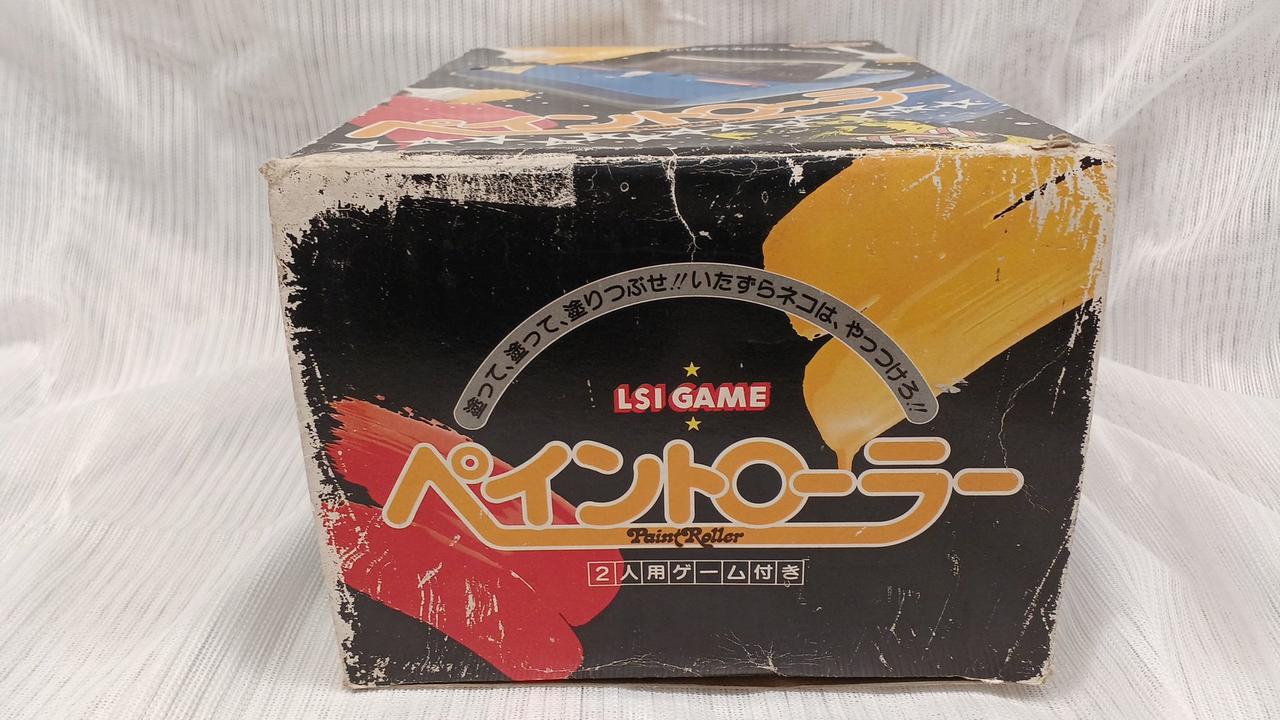 ペイントローラー
塗って、塗って、塗りつぶせ!!いたずらネコは、やっつけろ!!
LSI GAME
ペイントローラー
Paint Roller
2人用ゲーム付き